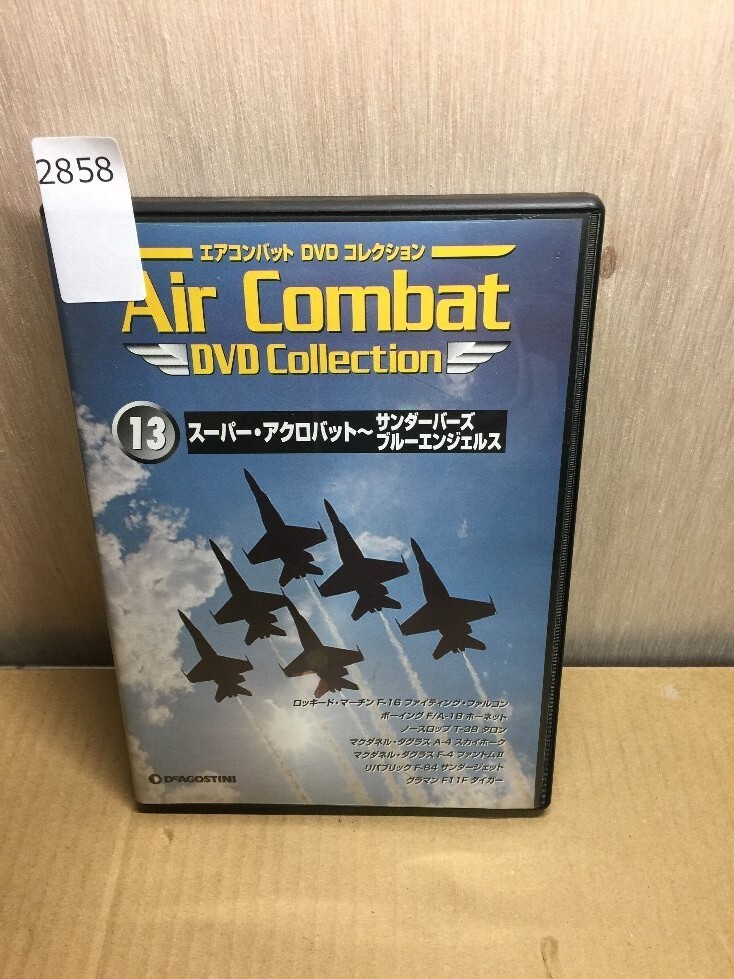 2858
エアコンバット DVD コレクション
Air Combat
DVD Collection
13
スーパー・アクロバット～サンダーバーズ
ブルーエンジェルス
ロッキード・マーチン F-16 ファイティング・ファルコン
ボーイング F/A-18 ホーネット
ノースロップ T-38 タロン
マクダネル・ダグラス A-4 スカイホーク
マクダネル・ダグラス F-4 ファントムⅡ
リパブリック F-84 サンダージェット
グラマン F11F タイガー
DEAGOSTINI